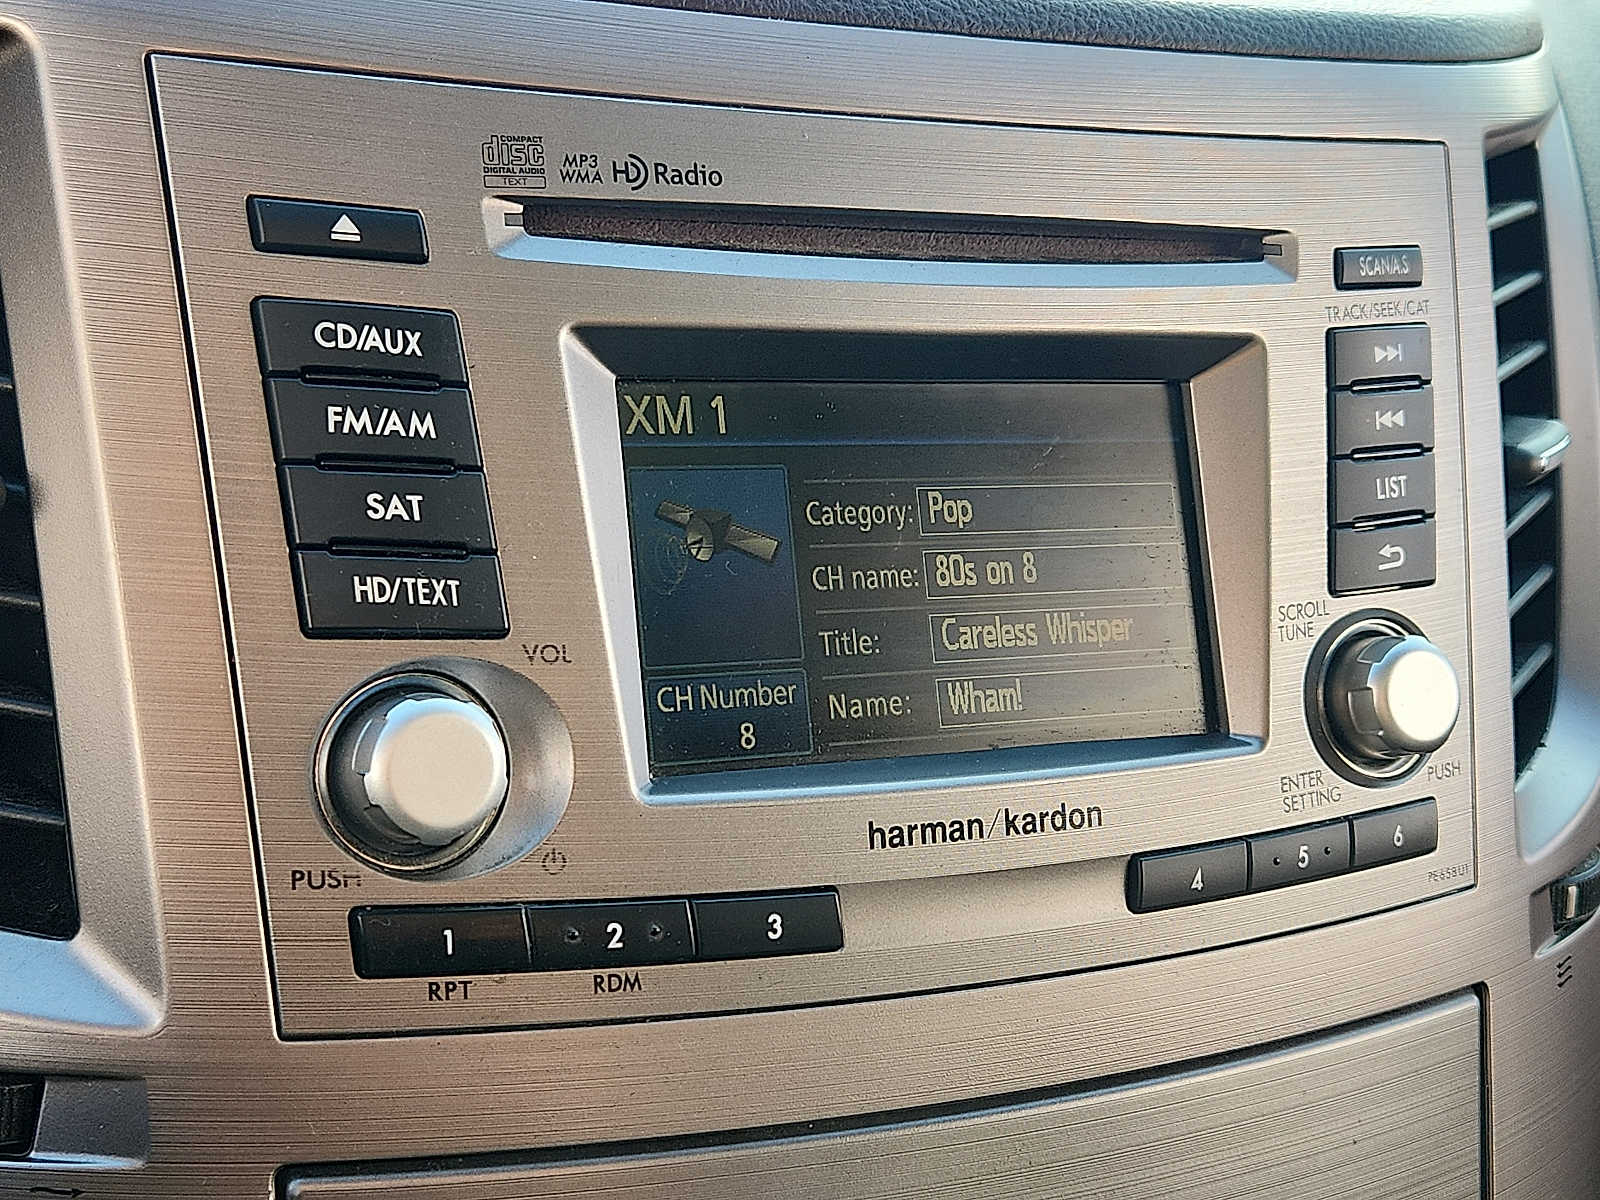 COMPACT
disc
DIGITAL AUDIO
TEXT
MP3
WMA
HD Radio
SCAN/A.S
TRACK/SEEK/CAT
CD/AUX
FM/AM
SAT
HD/TEXT
LIST
XM 1
Category: Pop
CH name: 80s on 8
Title: Careless Whisper
Name: Wham!
CH Number
8
VOL
PUSH
SCROLL
TUNE
ENTER
SETTING
PUSH
harman/kardon
1
2
3
4
5
6
RPT
RDM
PE658U1